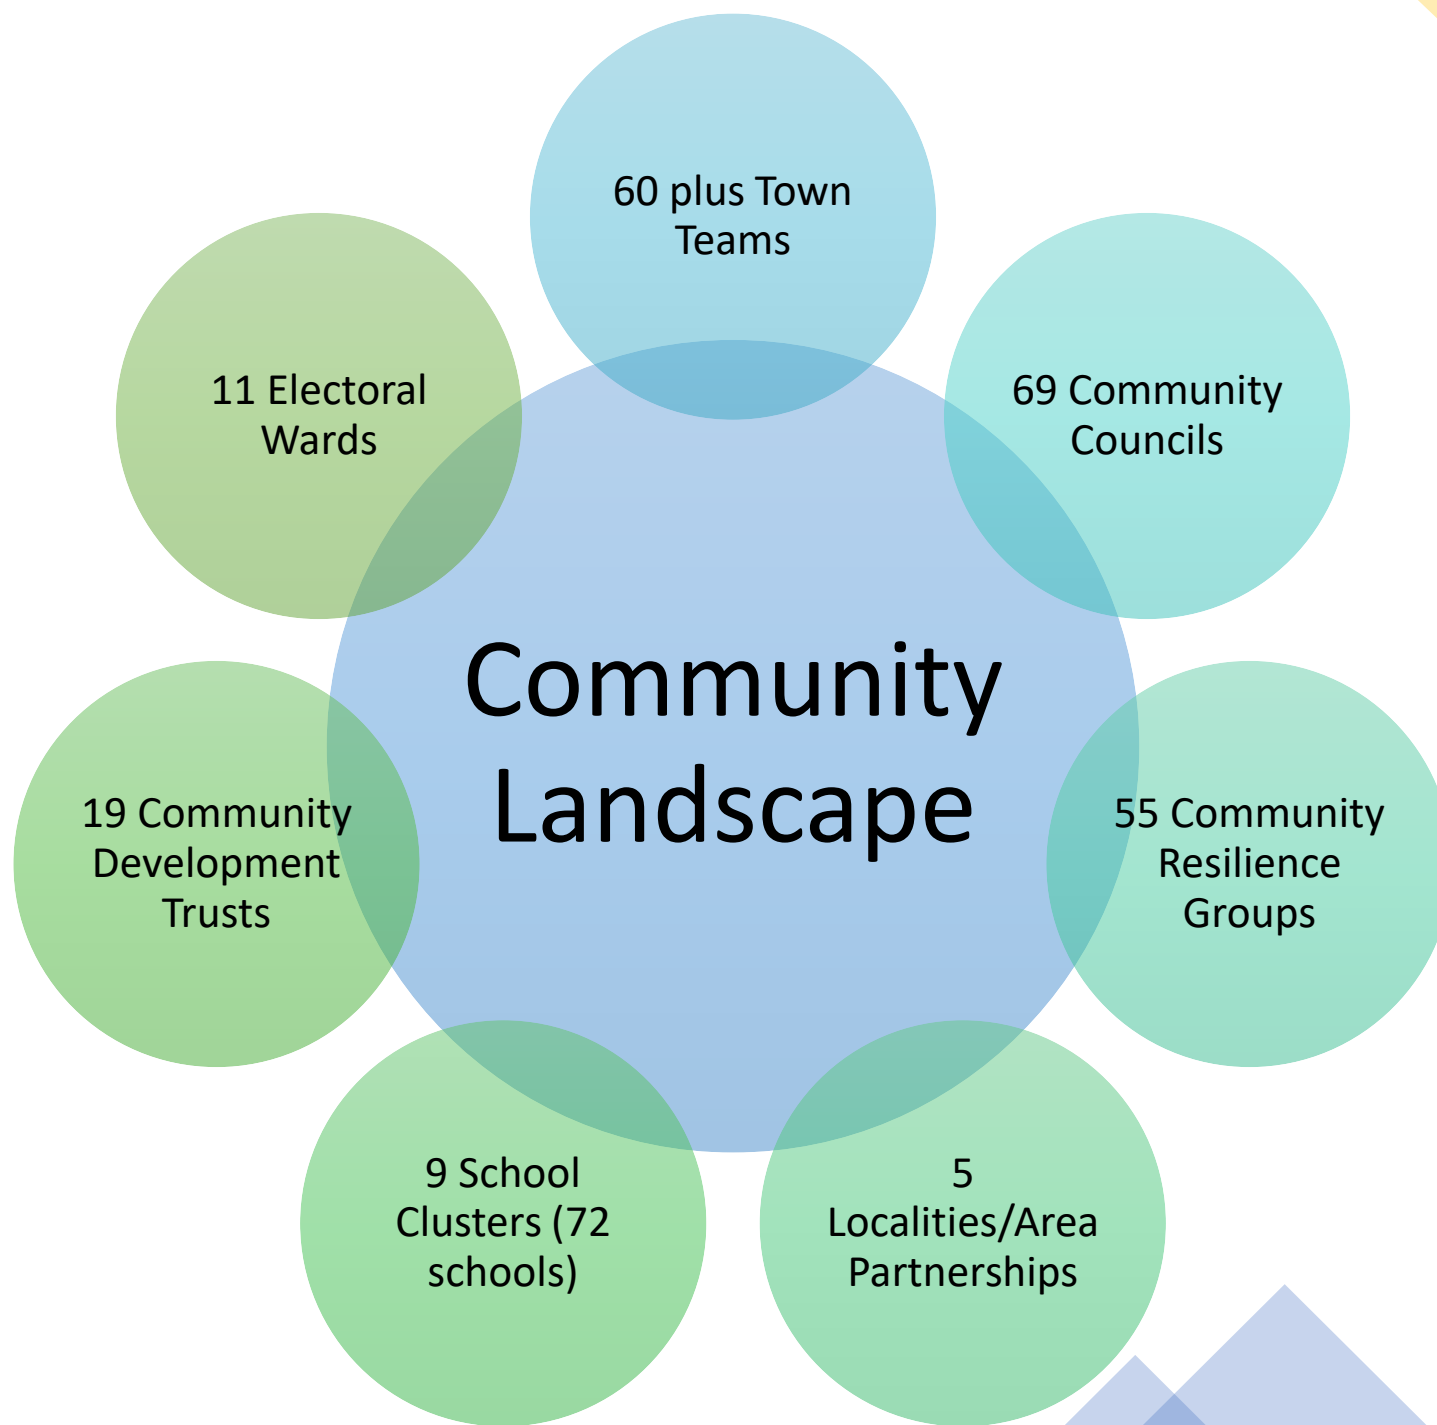 60 plus Town
Teams
69 Community
Councils
55 Community
Resilience
Groups
5
Localities/Area
Partnerships
9 School
Clusters (72
schools)
19 Community
Development
Trusts
11 Electoral
Wards
Community
Landscape